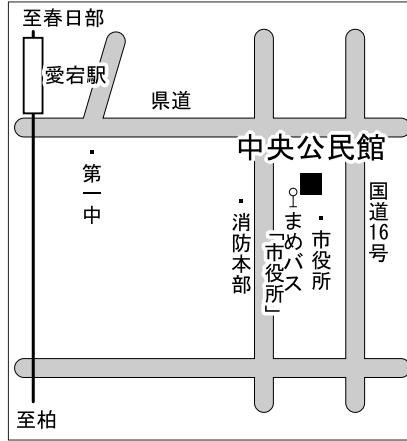 至春日部
愛宕駅
県道
中央公民館
・第一中
・消防本部
まめバス
「市役所」
・市役所
国道16号
至柏